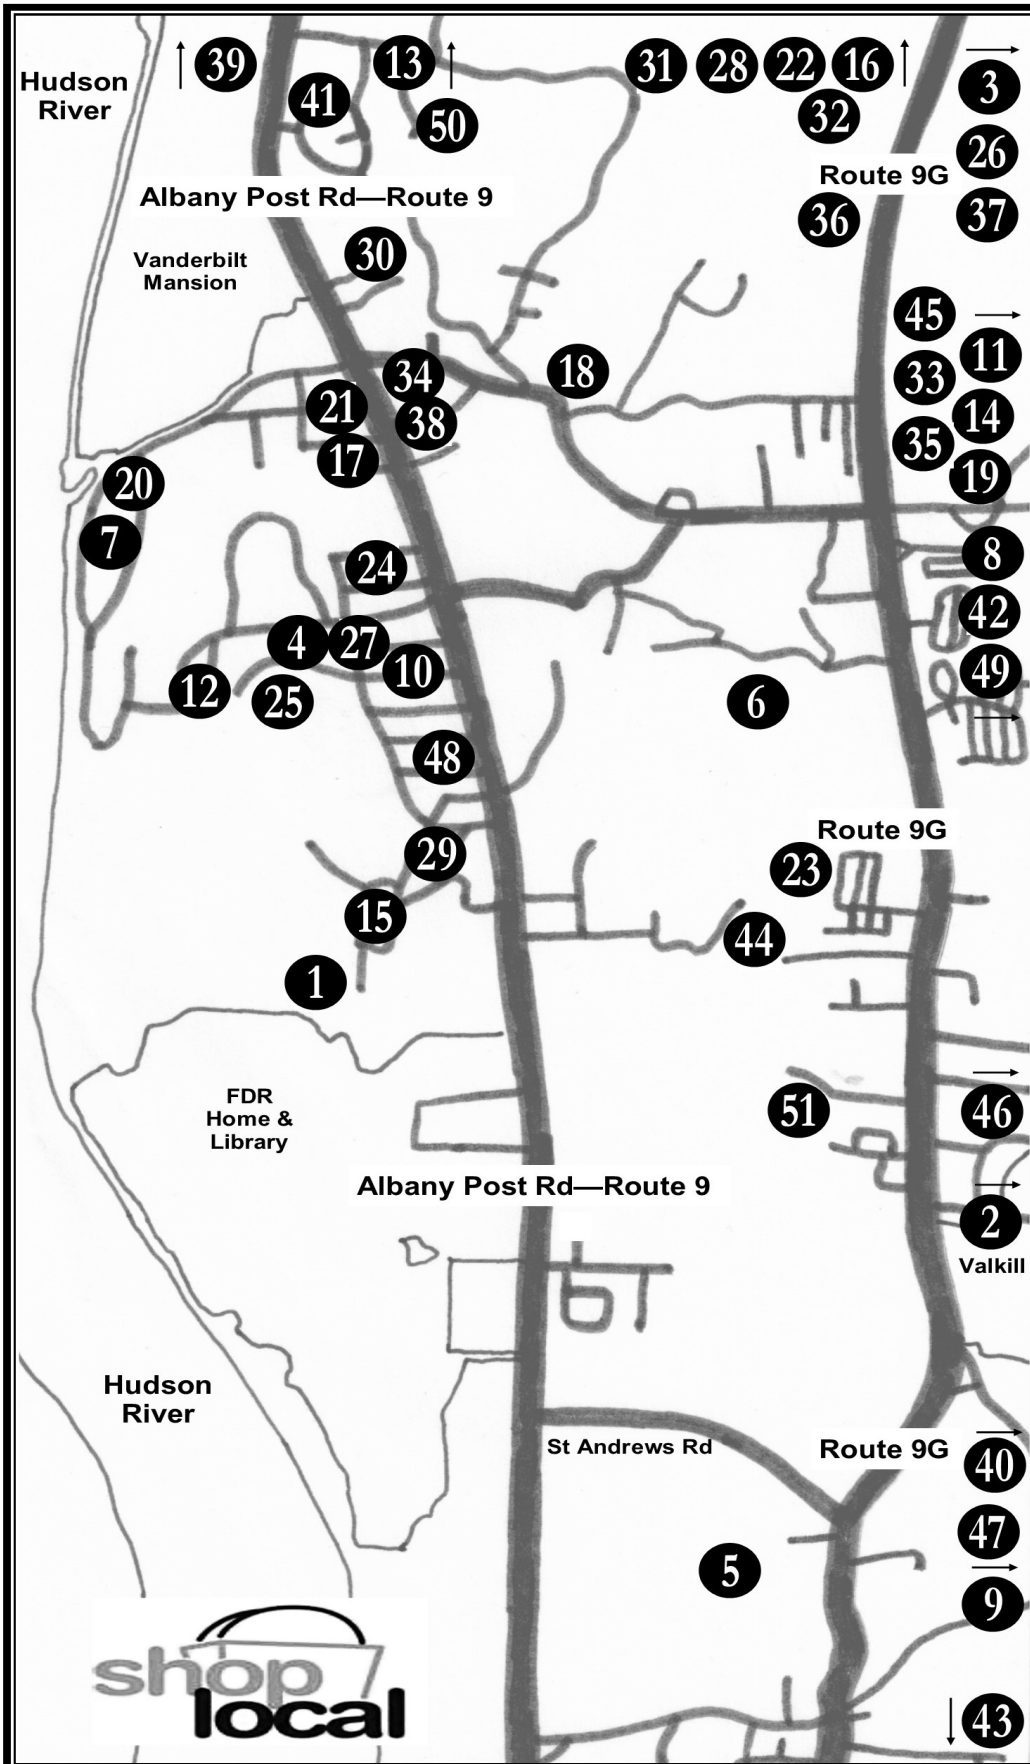 39
13
31
28
22
16
Hudson
River
41
50
32
3
26
Albany Post Rd—Route 9
Route 9G
36
37
Vanderbilt
Mansion
30
45
11
34
18
33
21
38
14
35
17
20
19
7
24
8
4
27
10
42
12
25
6
49
48
Route 9G
29
23
15
44
1
FDR
Home &
Library
51
46
Albany Post Rd—Route 9
2
Valkill
Hudson
River
St Andrews Rd
Route 9G
40
47
5
9
shop
local
43